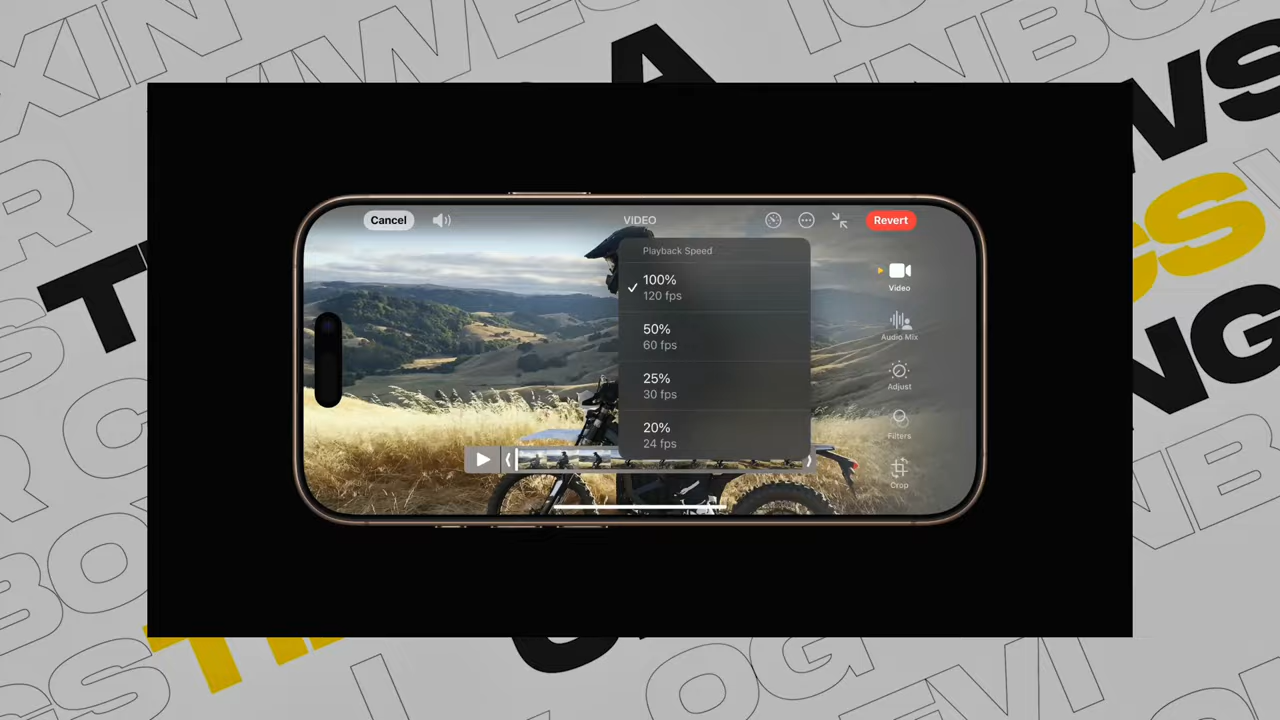 Cancel
VIDEO
Revert
Playback Speed
100%
120 fps
50%
60 fps
25%
30 fps
20%
24 fps
Video
Audio Mix
Adjust
Filters
Crop